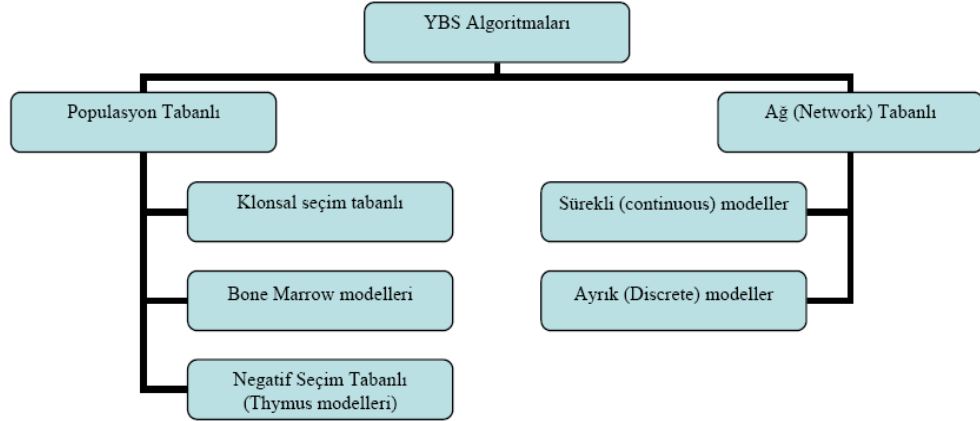 YBS Algoritmaları
Populasyon Tabanlı
Ağ (Network) Tabanlı
Klonsal seçim tabanlı
Sürekli (continuous) modeller
Bone Marrow modelleri
Ayrık (Discrete) modeller
Negatif Seçim Tabanlı
(Thymus modelleri)